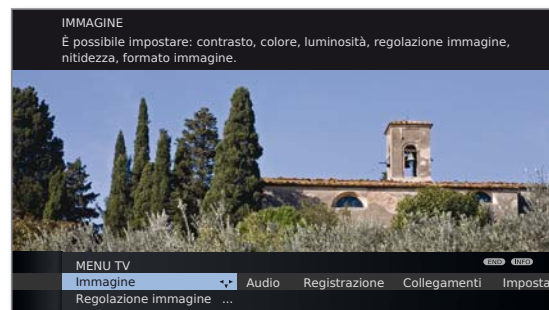 IMMAGINE
È possibile impostare: contrasto, colore, luminosità, regolazione immagine,
nitidezza, formato immagine.
MENU TV
END INFO
Immagine Audio Registrazione Collegamenti Imposta
Regolazione immagine ...